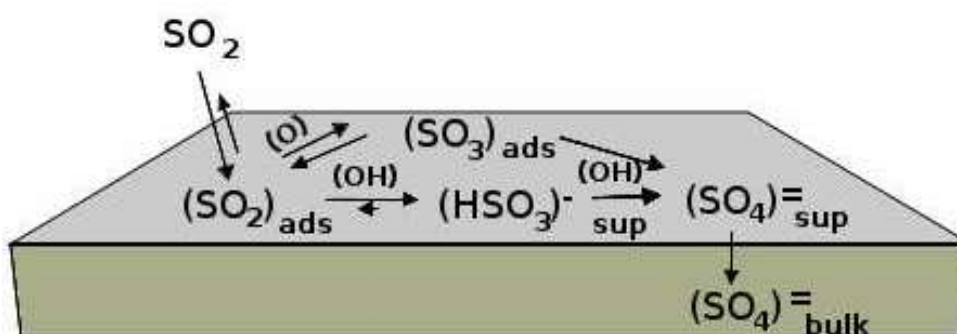 SO2
(O) (SO3)ads
(OH) (OH)
(SO2)ads (HSO3)- sup (SO4)=sup
(SO4)=bulk